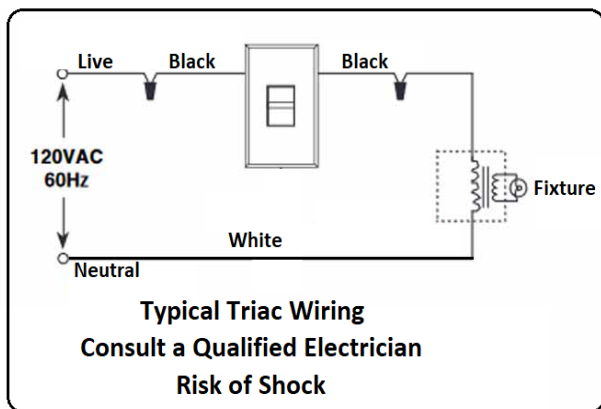 Live
Black
Black
120VAC
60Hz
Fixture
White
Neutral
Typical Triac Wiring
Consult a Qualified Electrician
Risk of Shock